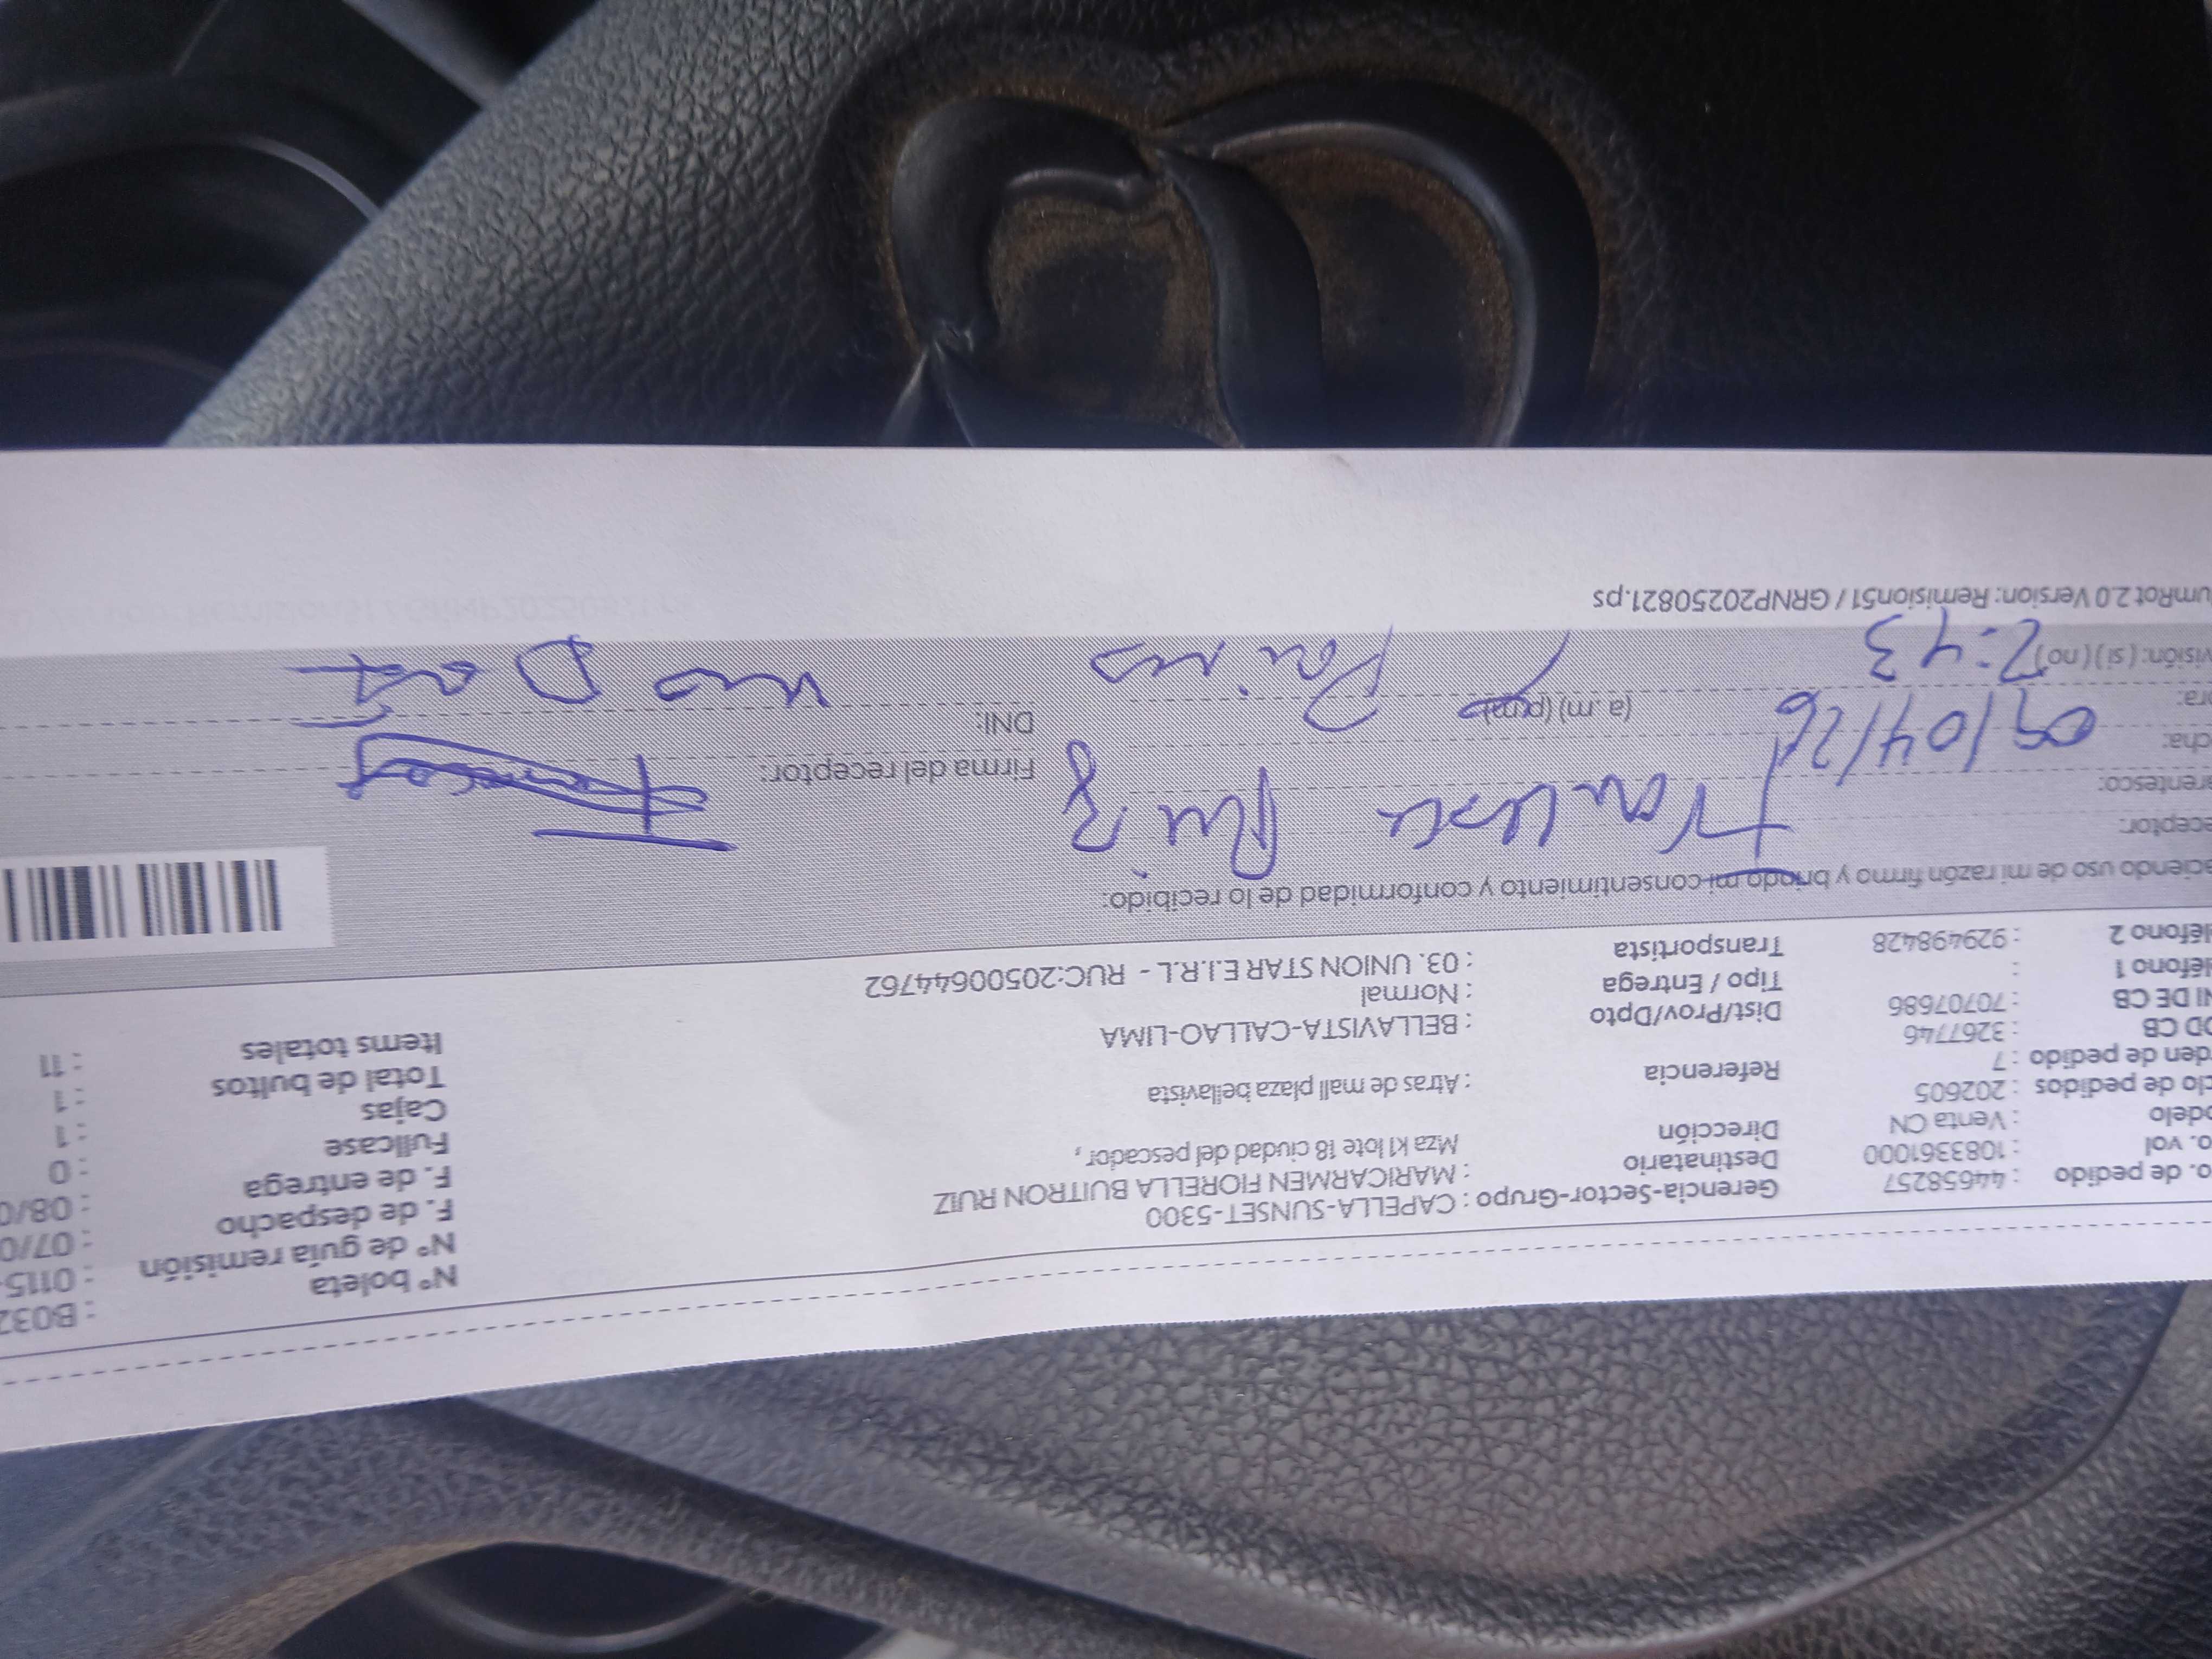 N° boleta : B032
N° de guía remisión : 0115-
F. de despacho : 07/0
F. de entrega : 08/0
Fullcase : 0
Cajas : 1
Total de bultos : 1
Items totales : 11
Gerencia-Sector-Grupo : CAPELLA-SUNSET-5300
Destinatario : MARICARMEN FIORELLA BUITRON RUIZ
Dirección Mza k1 lote 18 ciudad del pescador ,
Referencia : Atras de mall plaza bellavista
Dist/Prov/Dpto : BELLAVISTA-CALLAO-LIMA
Tipo / Entrega : Normal
Transportista : 03. UNION STAR E.I.R.L - RUC:20500644762
o. de pedido : 44658257
o. vol : 1083361000
odelo : Venta CN
clo de pedidos : 202605
den de pedido : 7
OD CB : 3267746
NI DE CB : 70707686
léfono 1 :
léfono 2 : 929498428
aciendo uso de mi razón firmo y brindo mi consentimiento y conformidad de lo recibido:
eceptor: Ruiz
arentesco:
Firma del receptor:
cha: 09/04/26
ora: (a.m) (p.m)
DNI: no
visión: (si) (no) 2:43
umRot 2.0 Version: Remision51 / GRNP20250821.ps